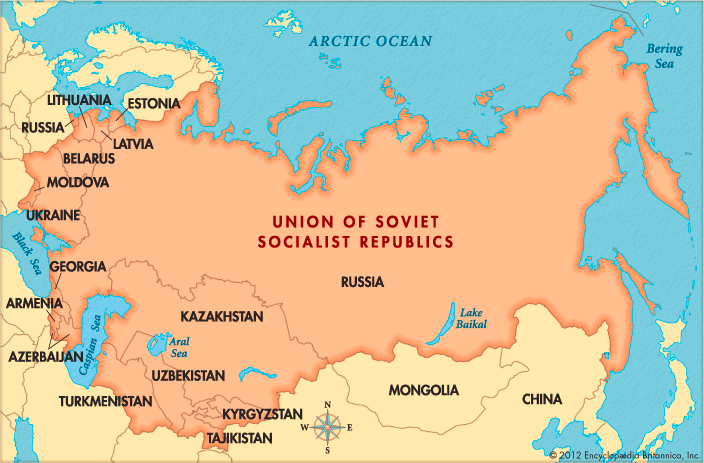 ARCTIC OCEAN
Bering
Sea
LITHUANIA
ESTONIA
RUSSIA
LATVIA
BELARUS
MOLDOVA
UKRAINE
UNION OF SOVIET
SOCIALIST REPUBLICS
Black Sea
GEORGIA
RUSSIA
ARMENIA
KAZAKHSTAN
Lake
Baikal
Caspian Sea
Aral
Sea
AZERBAIJAN
UZBEKISTAN
MONGOLIA
CHINA
TURKMENISTAN
KYRGYZSTAN
TAJIKISTAN
N
W
E
S
© 2012 Encyclopædia Britannica, Inc.